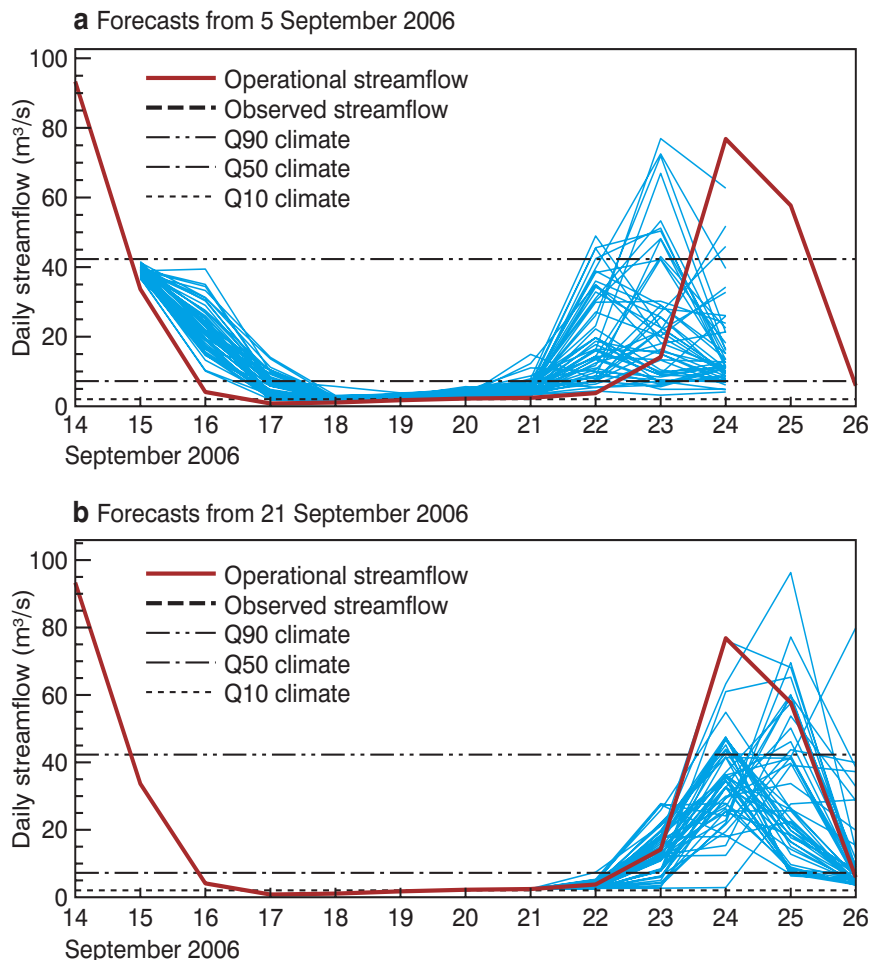 a Forecasts from 5 September 2006
Daily streamflow (m³/s)
100
80
60
40
20
0
Operational streamflow
Observed streamflow
Q90 climate
Q50 climate
Q10 climate
14 15 16 17 18 19 20 21 22 23 24 25 26
September 2006
b Forecasts from 21 September 2006
Daily streamflow (m³/s)
100
80
60
40
20
0
Operational streamflow
Observed streamflow
Q90 climate
Q50 climate
Q10 climate
14 15 16 17 18 19 20 21 22 23 24 25 26
September 2006